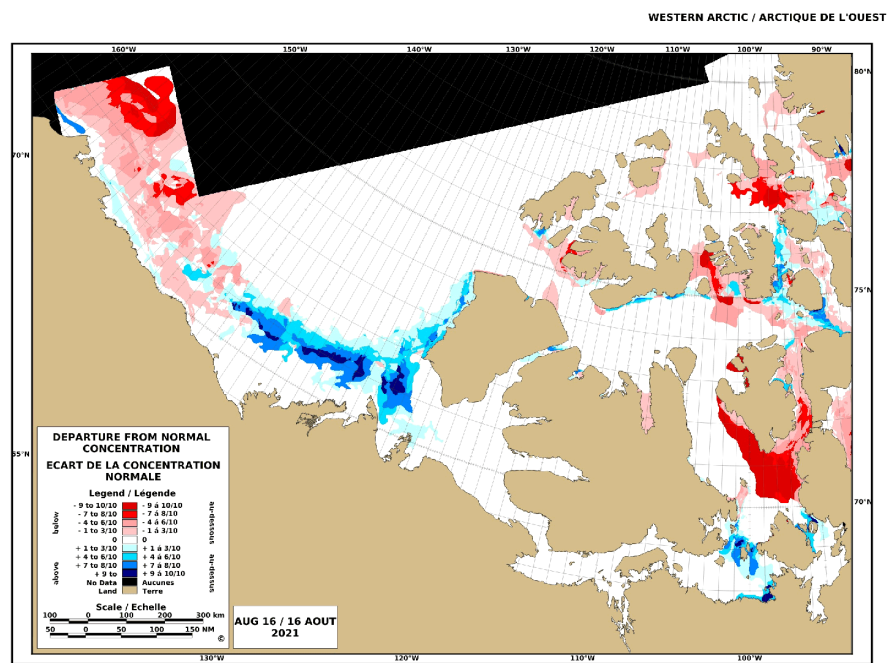 WESTERN ARCTIC / ARCTIQUE DE L'OUEST
160°W 150°W 140°W 130°W 120°W 110°W 100°W 90°W
80°N
70°N
75°N
65°N
70°N
DEPARTURE FROM NORMAL
CONCENTRATION
ECART DE LA CONCENTRATION
NORMALE
Legend / Légende
below
au-dessous
- 9 to 10/10 - 9 á 10/10
- 7 to 8/10 - 7 á 8/10
- 4 to 6/10 - 4 á 6/10
- 1 to 3/10 - 1 á 3/10
0 0
above
au-dessus
+ 1 to 3/10 + 1 á 3/10
+ 4 to 6/10 + 4 á 6/10
+ 7 to 8/10 + 7 á 8/10
+ 9 to + 9 á 10/10
No Data Aucunes
Land Terre
Scale / Echelle
100 0 100 200 300 km
50 0 50 100 150 NM
©
AUG 16 / 16 AOUT
2021
130°W 120°W 110°W 100°W